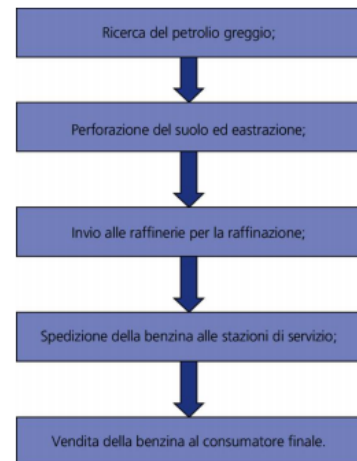 Ricerca del petrolio greggio;
Perforazione del suolo ed eastrazione;
Invio alle raffinerie per la raffinazione;
Spedizione della benzina alle stazioni di servizio;
Vendita della benzina al consumatore finale.